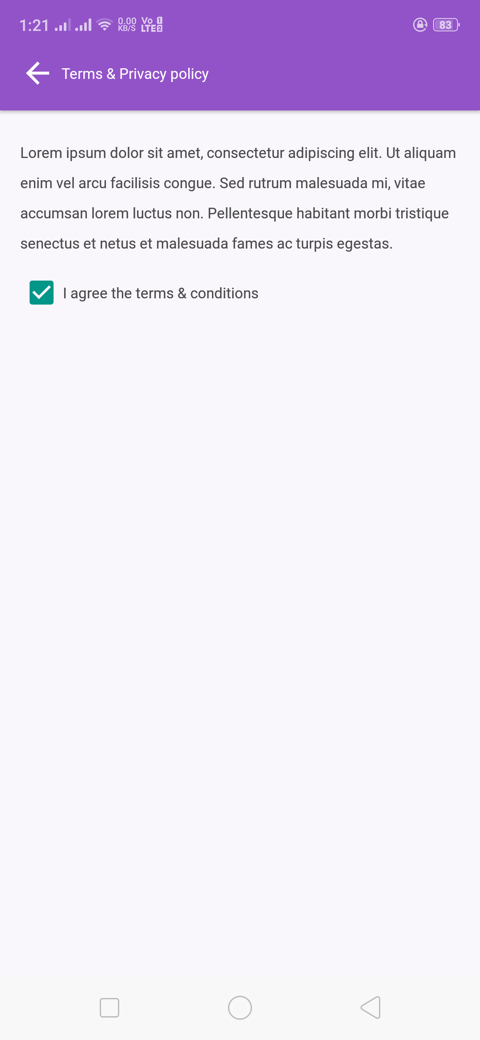 1:21 0.00 KB/S Vo LTE 83
Terms & Privacy policy
Lorem ipsum dolor sit amet, consectetur adipiscing elit. Ut aliquam
enim vel arcu facilisis congue. Sed rutrum malesuada mi, vitae
accumsan lorem luctus non. Pellentesque habitant morbi tristique
senectus et netus et malesuada fames ac turpis egestas.
I agree the terms & conditions